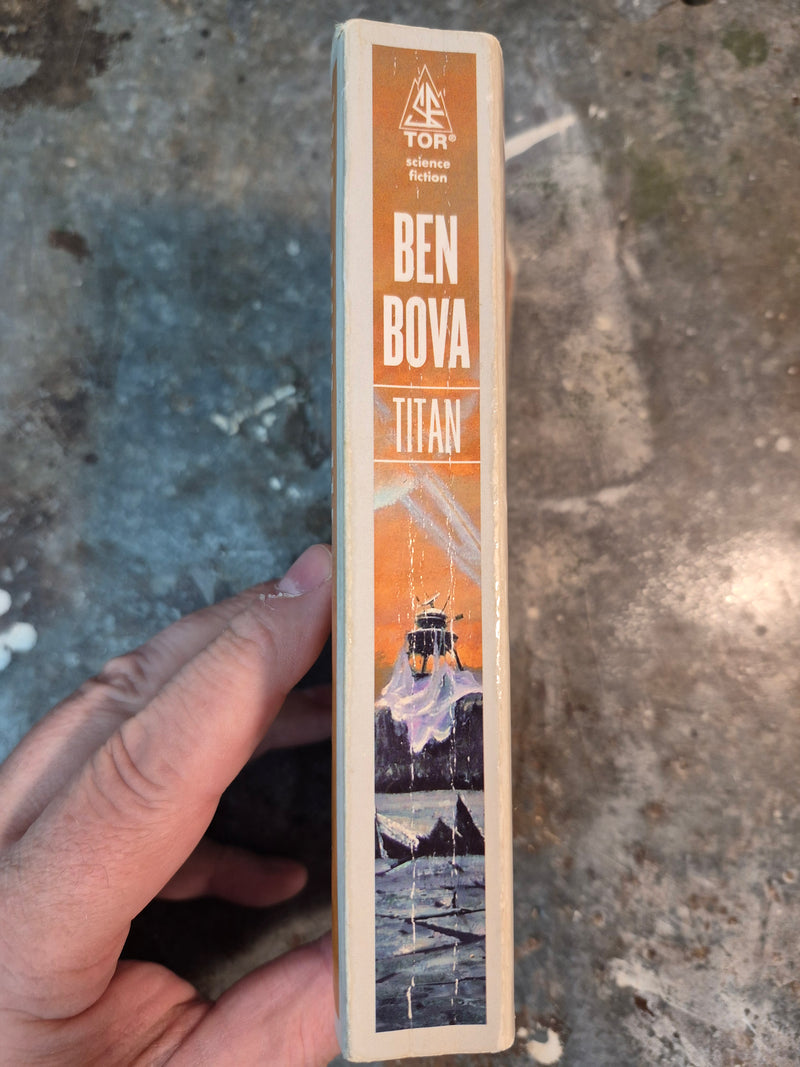 SF
TOR®
science
fiction
BEN
BOVA
TITAN